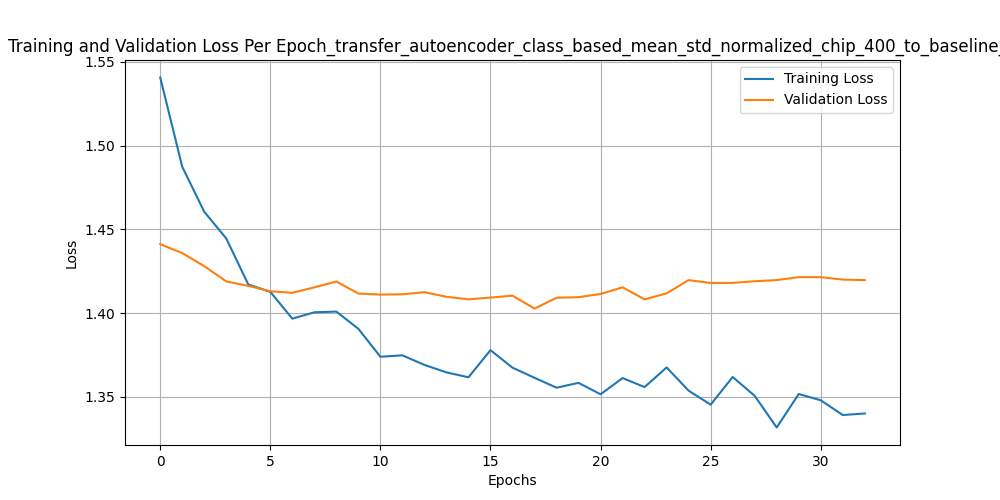 Training and Validation Loss Per Epoch_transfer_autoencoder_class_based_mean_std_normalized_chip_400_to_baseline_
Training Loss
Validation Loss
1.55
1.50
1.45
1.40
1.35
Loss
0 5 10 15 20 25 30
Epochs